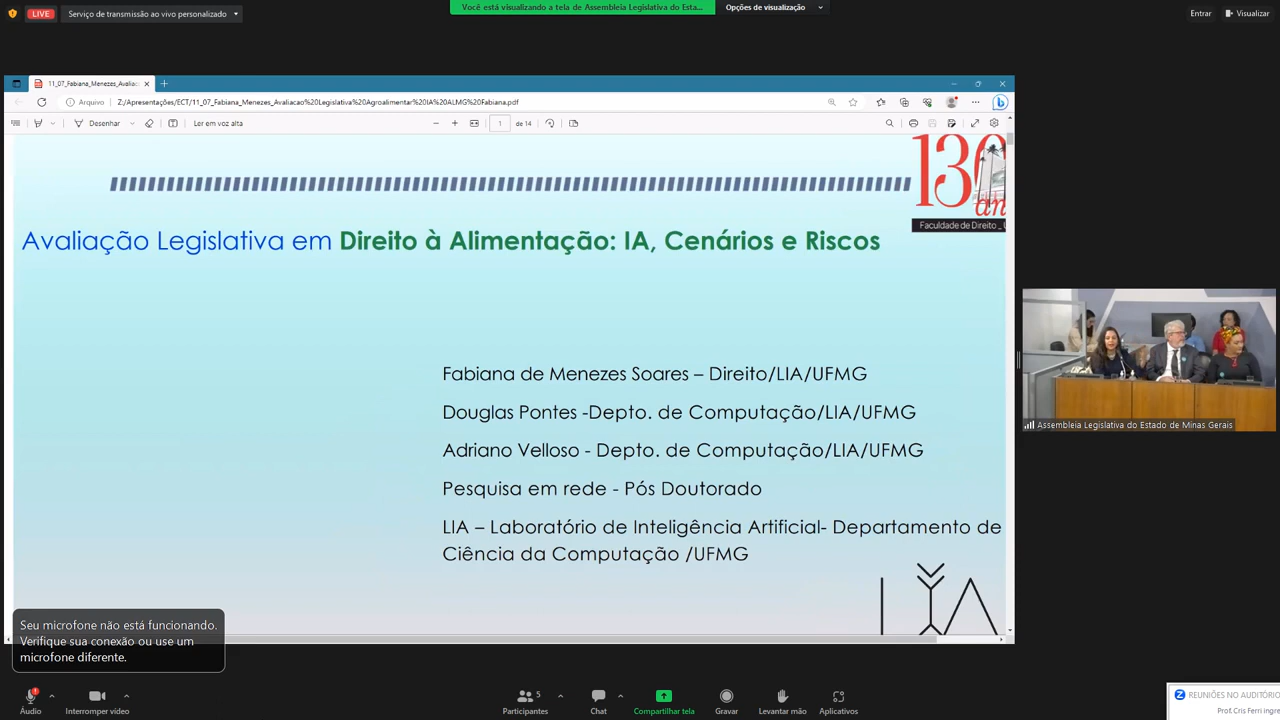 LIVE
Serviço de transmissão ao vivo personalizado
Você está visualizando a tela de Assembleia Legislativa do Esta...
Opções de visualização
Entrar
Visualizar
11_07_Fabiana_Menezes_Avaliac
Arquivo
Z:/Apresentações/ECT/11_07_Fabiana_Menezes_Avaliacao%20Legislativa%20Agroalimentar%20IA%20ALMG%20Fabiana.pdf
Desenhar
Ler em voz alta
1
de 14
130
an
Faculdade de Direito _ U
Avaliação Legislativa em Direito à Alimentação: IA, Cenários e Riscos
Fabiana de Menezes Soares – Direito/LIA/UFMG
Douglas Pontes -Depto. de Computação/LIA/UFMG
Adriano Velloso - Depto. de Computação/LIA/UFMG
Pesquisa em rede - Pós Doutorado
LIA – Laboratório de Inteligência Artificial- Departamento de
Ciência da Computação /UFMG
Assembleia Legislativa do Estado de Minas Gerais
Seu microfone não está funcionando.
Verifique sua conexão ou use um
microfone diferente.
Áudio
Interromper vídeo
Participantes
5
Chat
Compartilhar tela
Gravar
Levantar mão
Aplicativos
REUNIÕES NO AUDITÓRIO
Prof. Cris Ferri ingre